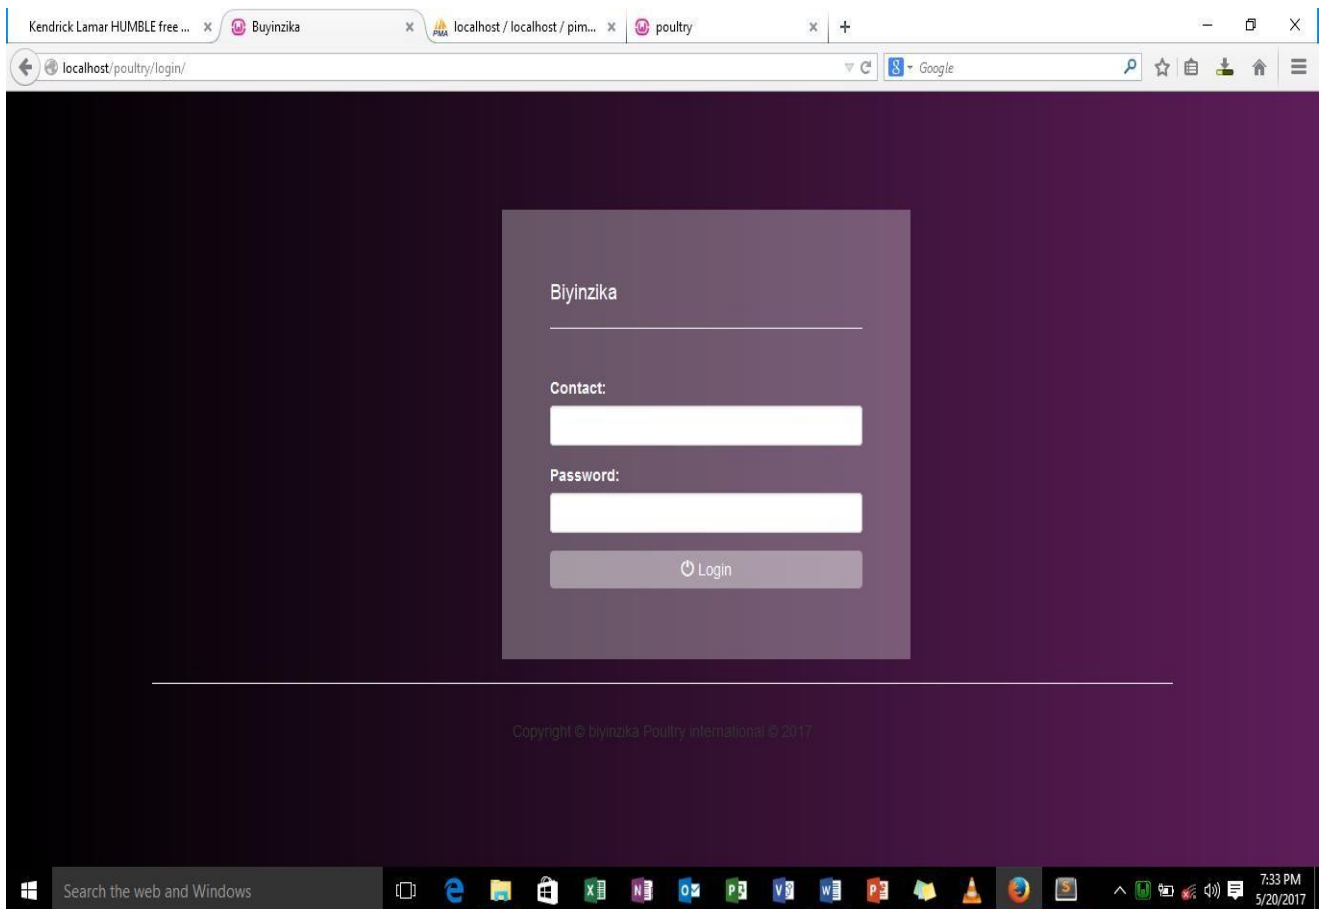 Kendrick Lamar HUMBLE free ...
Buyinzika
localhost / localhost / pim...
poultry
localhost/poultry/login/
Google
Biyinzika
Contact:
Password:
Login
Copyright © biyinzika Poultry international © 2017
Search the web and Windows
7:33 PM
5/20/2017